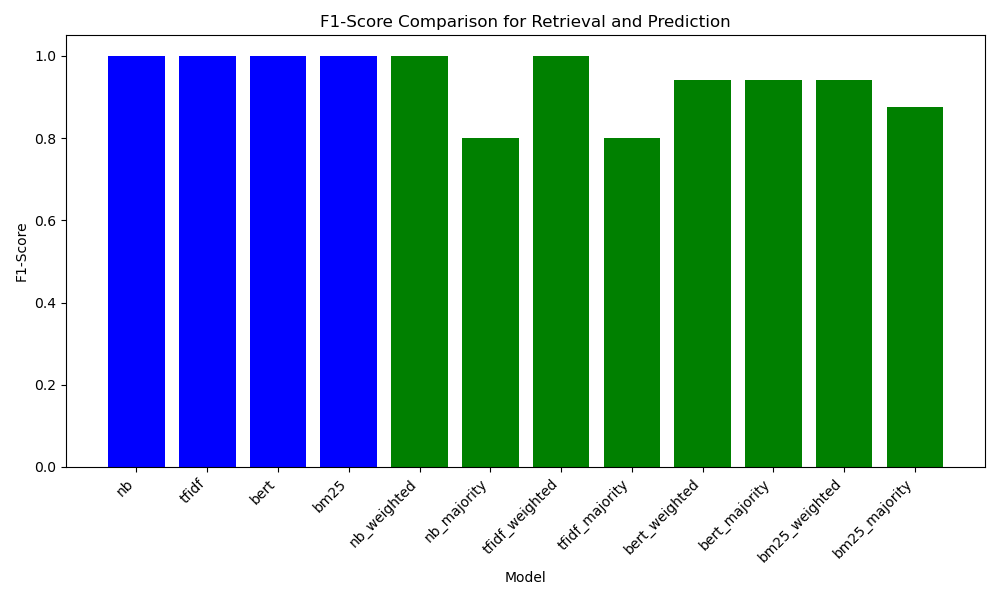 F1-Score Comparison for Retrieval and Prediction
F1-Score
1.0
0.8
0.6
0.4
0.2
0.0
nb
tfidf
bert
bm25
nb_weighted
nb_majority
tfidf_weighted
tfidf_majority
bert_weighted
bert_majority
bm25_weighted
bm25_majority
Model